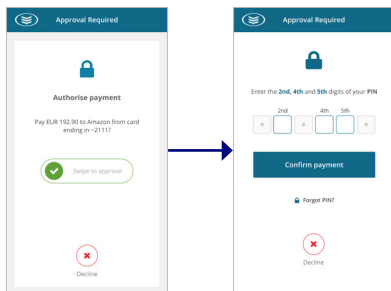 Approval Required
Authorise payment
Pay EUR 192,90 to Amazon from card
ending in ~2111?
Swipe to approve
Decline
Approval Required
Enter the 2nd, 4th and 5th digits of your PIN
2nd 4th 5th
Confirm payment
Forgot PIN?
Decline